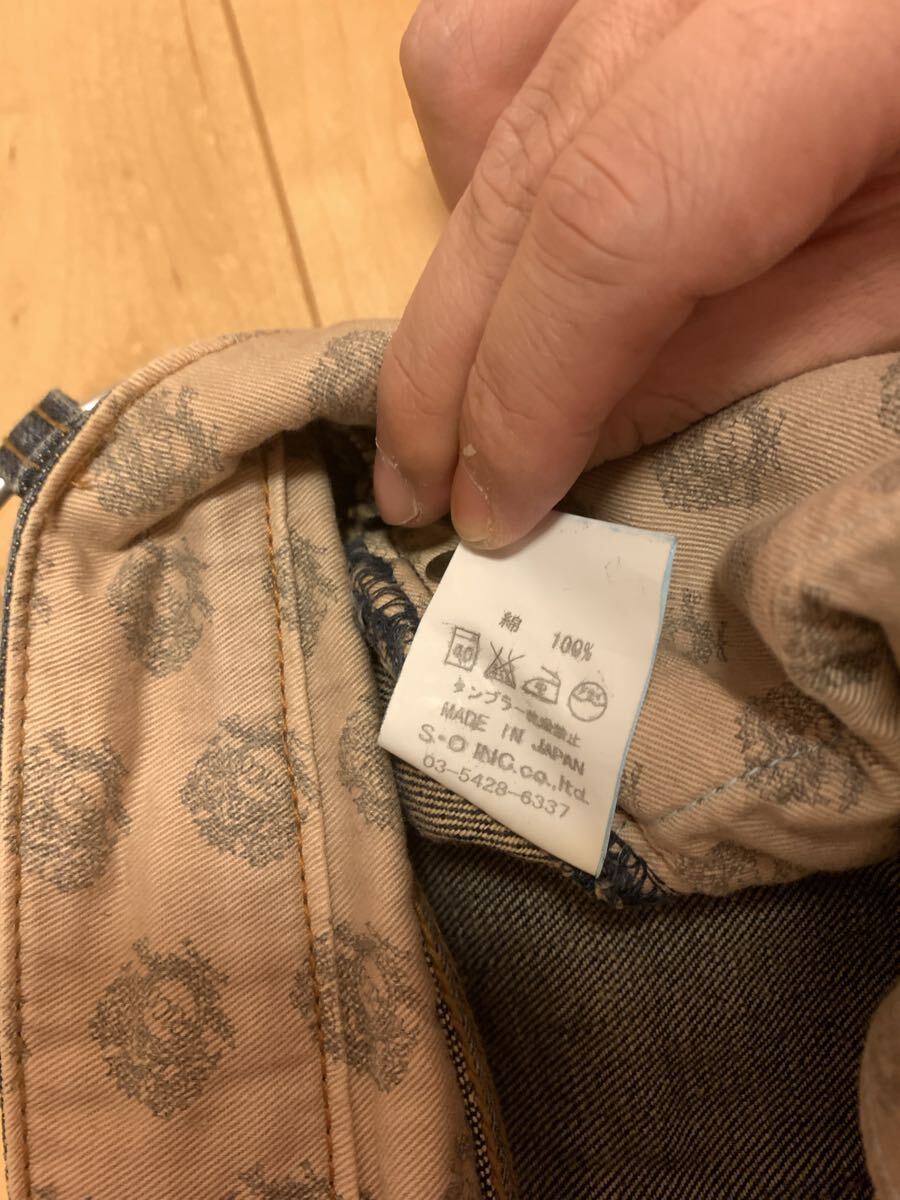 綿 100%
40
タンブラー乾燥禁止
MADE IN JAPAN
S-O INC.co.,ltd.
03-5428-6337